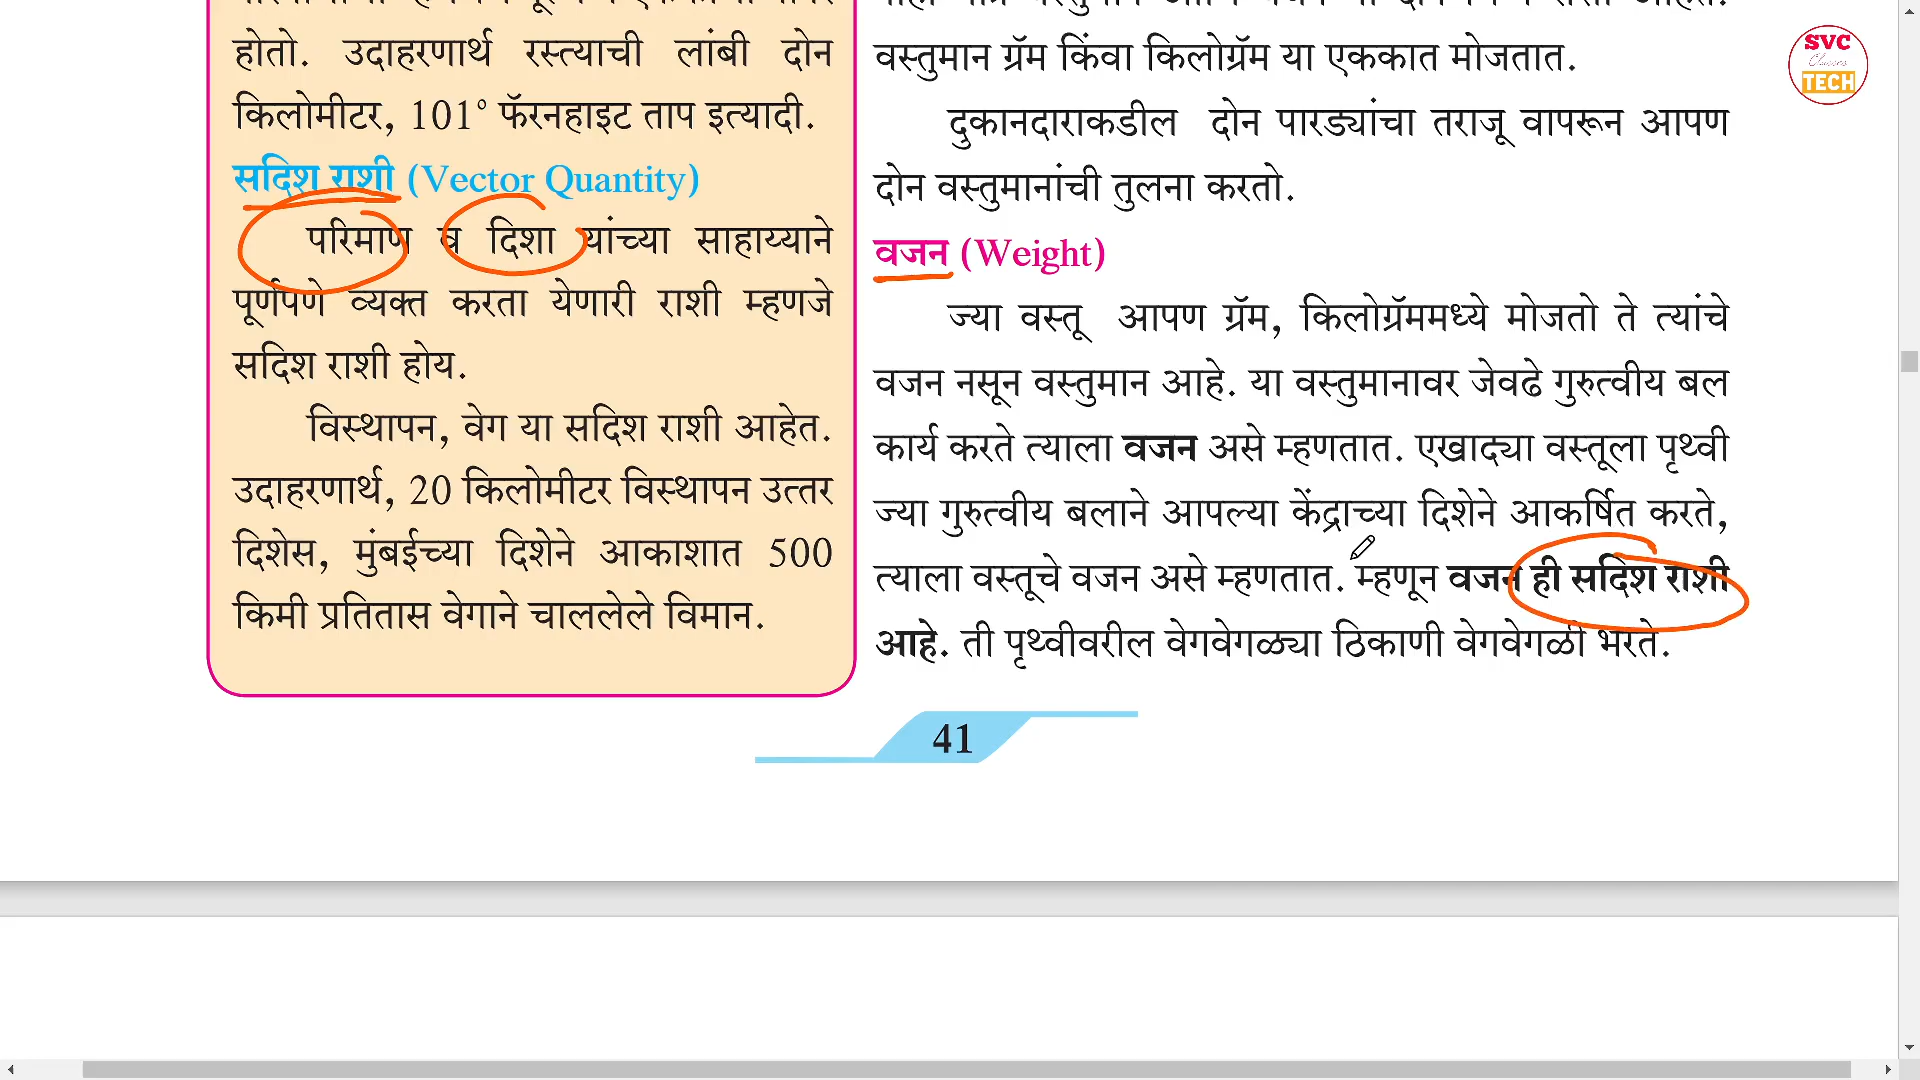 होतो. उदाहरणार्थ रस्त्याची लांबी दोन
किलोमीटर, 101° फॅरनहाइट ताप इत्यादी.
सदिश राशी (Vector Quantity)
परिमाण व दिशा यांच्या साहाय्याने
पूर्णपणे व्यक्त करता येणारी राशी म्हणजे
सदिश राशी होय.
विस्थापन, वेग या सदिश राशी आहेत.
उदाहरणार्थ, 20 किलोमीटर विस्थापन उत्तर
दिशेस, मुंबईच्या दिशेने आकाशात 500
किमी प्रतितास वेगाने चाललेले विमान.
वस्तुमान ग्रॅम किंवा किलोग्रॅम या एककात मोजतात.
दुकानदाराकडील दोन पारड्यांचा तराजू वापरून आपण
दोन वस्तुमानांची तुलना करतो.
वजन (Weight)
ज्या वस्तू आपण ग्रॅम, किलोग्रॅममध्ये मोजतो ते त्यांचे
वजन नसून वस्तुमान आहे. या वस्तुमानावर जेवढे गुरुत्वीय बल
कार्य करते त्याला वजन असे म्हणतात. एखाद्या वस्तूला पृथ्वी
ज्या गुरुत्वीय बलाने आपल्या केंद्राच्या दिशेने आकर्षित करते,
त्याला वस्तूचे वजन असे म्हणतात. म्हणून वजन ही सदिश राशी
आहे. ती पृथ्वीवरील वेगवेगळ्या ठिकाणी वेगवेगळी भरते.
41
SVC
Classes
TECH